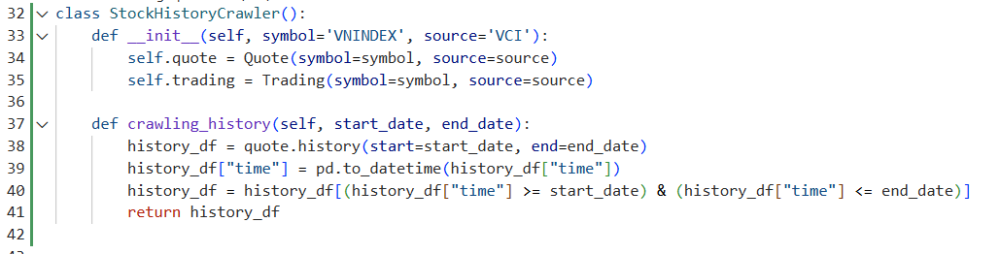 32 class StockHistoryCrawler():
33     def __init__(self, symbol='VNINDEX', source='VCI'):
34         self.quote = Quote(symbol=symbol, source=source)
35         self.trading = Trading(symbol=symbol, source=source)
36
37     def crawling_history(self, start_date, end_date):
38         history_df = quote.history(start=start_date, end=end_date)
39         history_df["time"] = pd.to_datetime(history_df["time"])
40         history_df = history_df[(history_df["time"] >= start_date) & (history_df["time"] <= end_date)]
41         return history_df
42